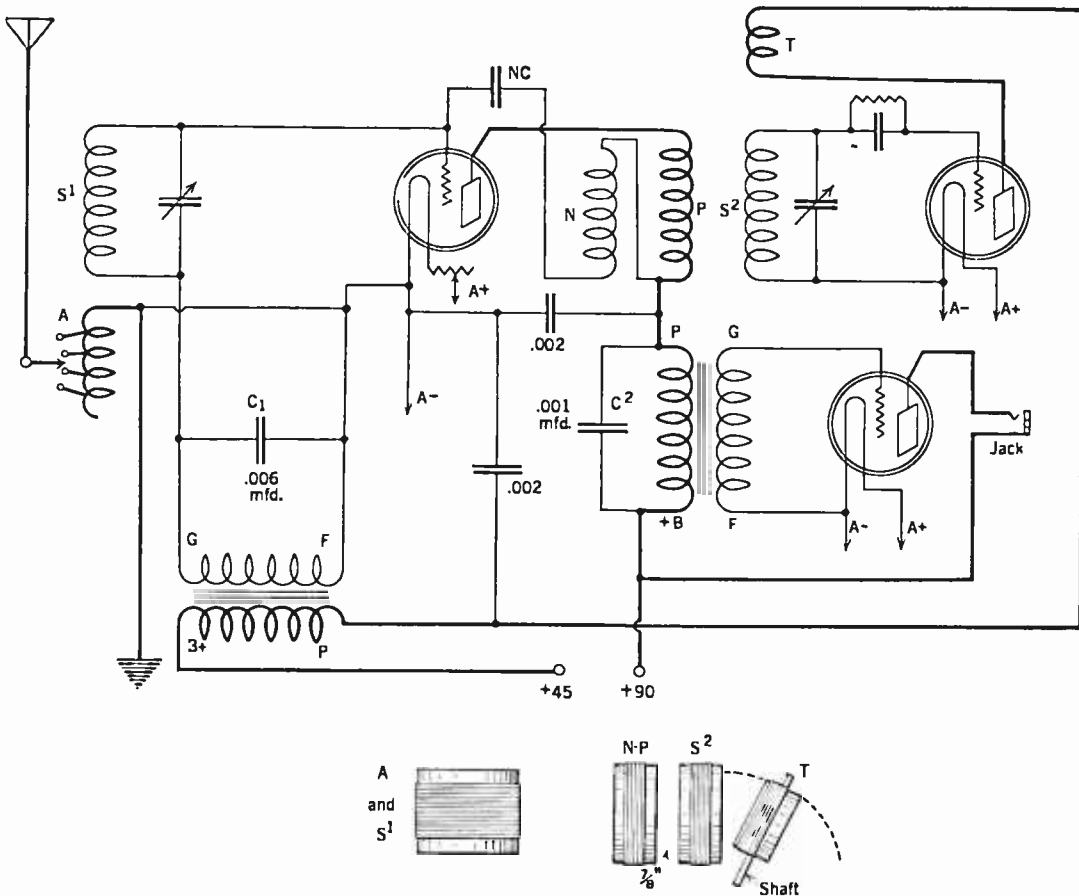 T
NC
S1
N
P
S2
A+
A-
A+
A
.002
P
G
A-
C1
.006
mfd.
.001
mfd.
C2
.002
Jack
+B
F
A-
A+
G
F
3+
P
+45
+90
A
and
S1
N-P
S2
T
7/8"
Shaft